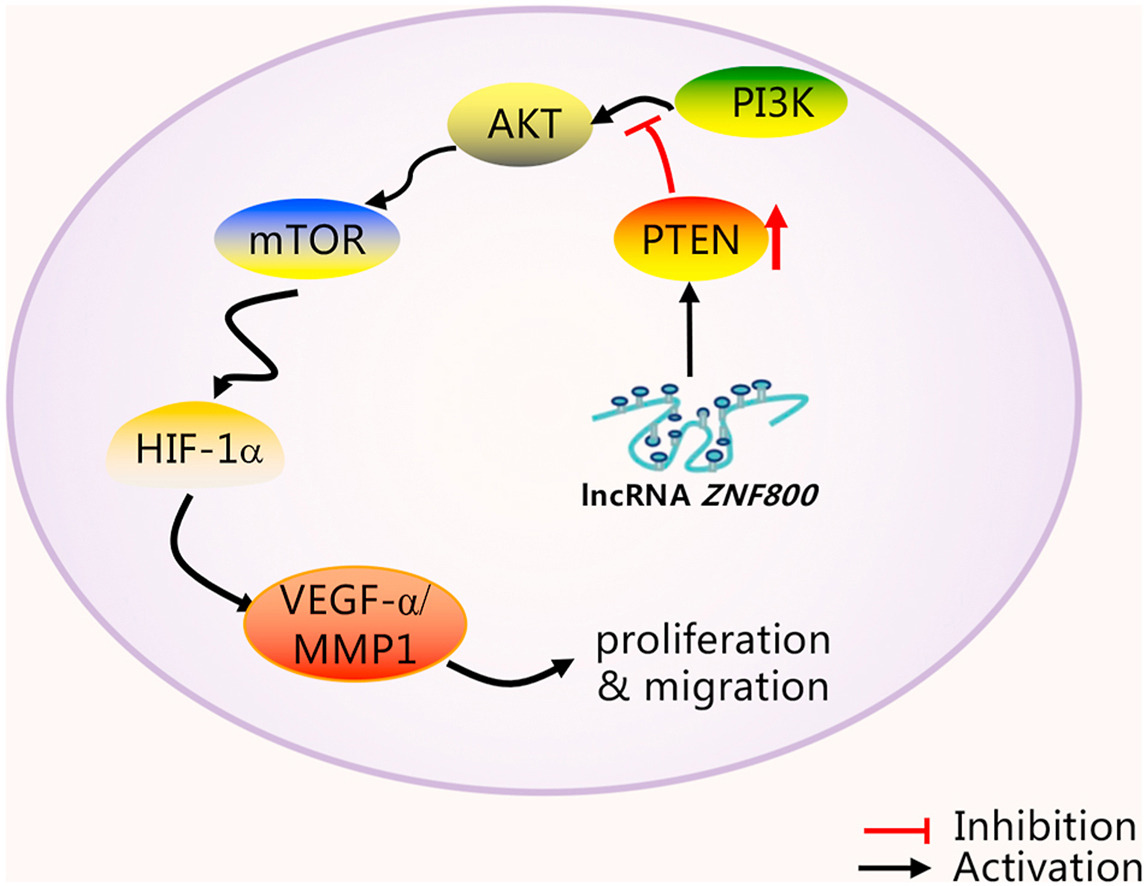 PI3K
AKT
PTEN
mTOR
HIF-1α
lncRNA ZNF800
VEGF-α/
MMP1
proliferation
& migration
Inhibition
Activation